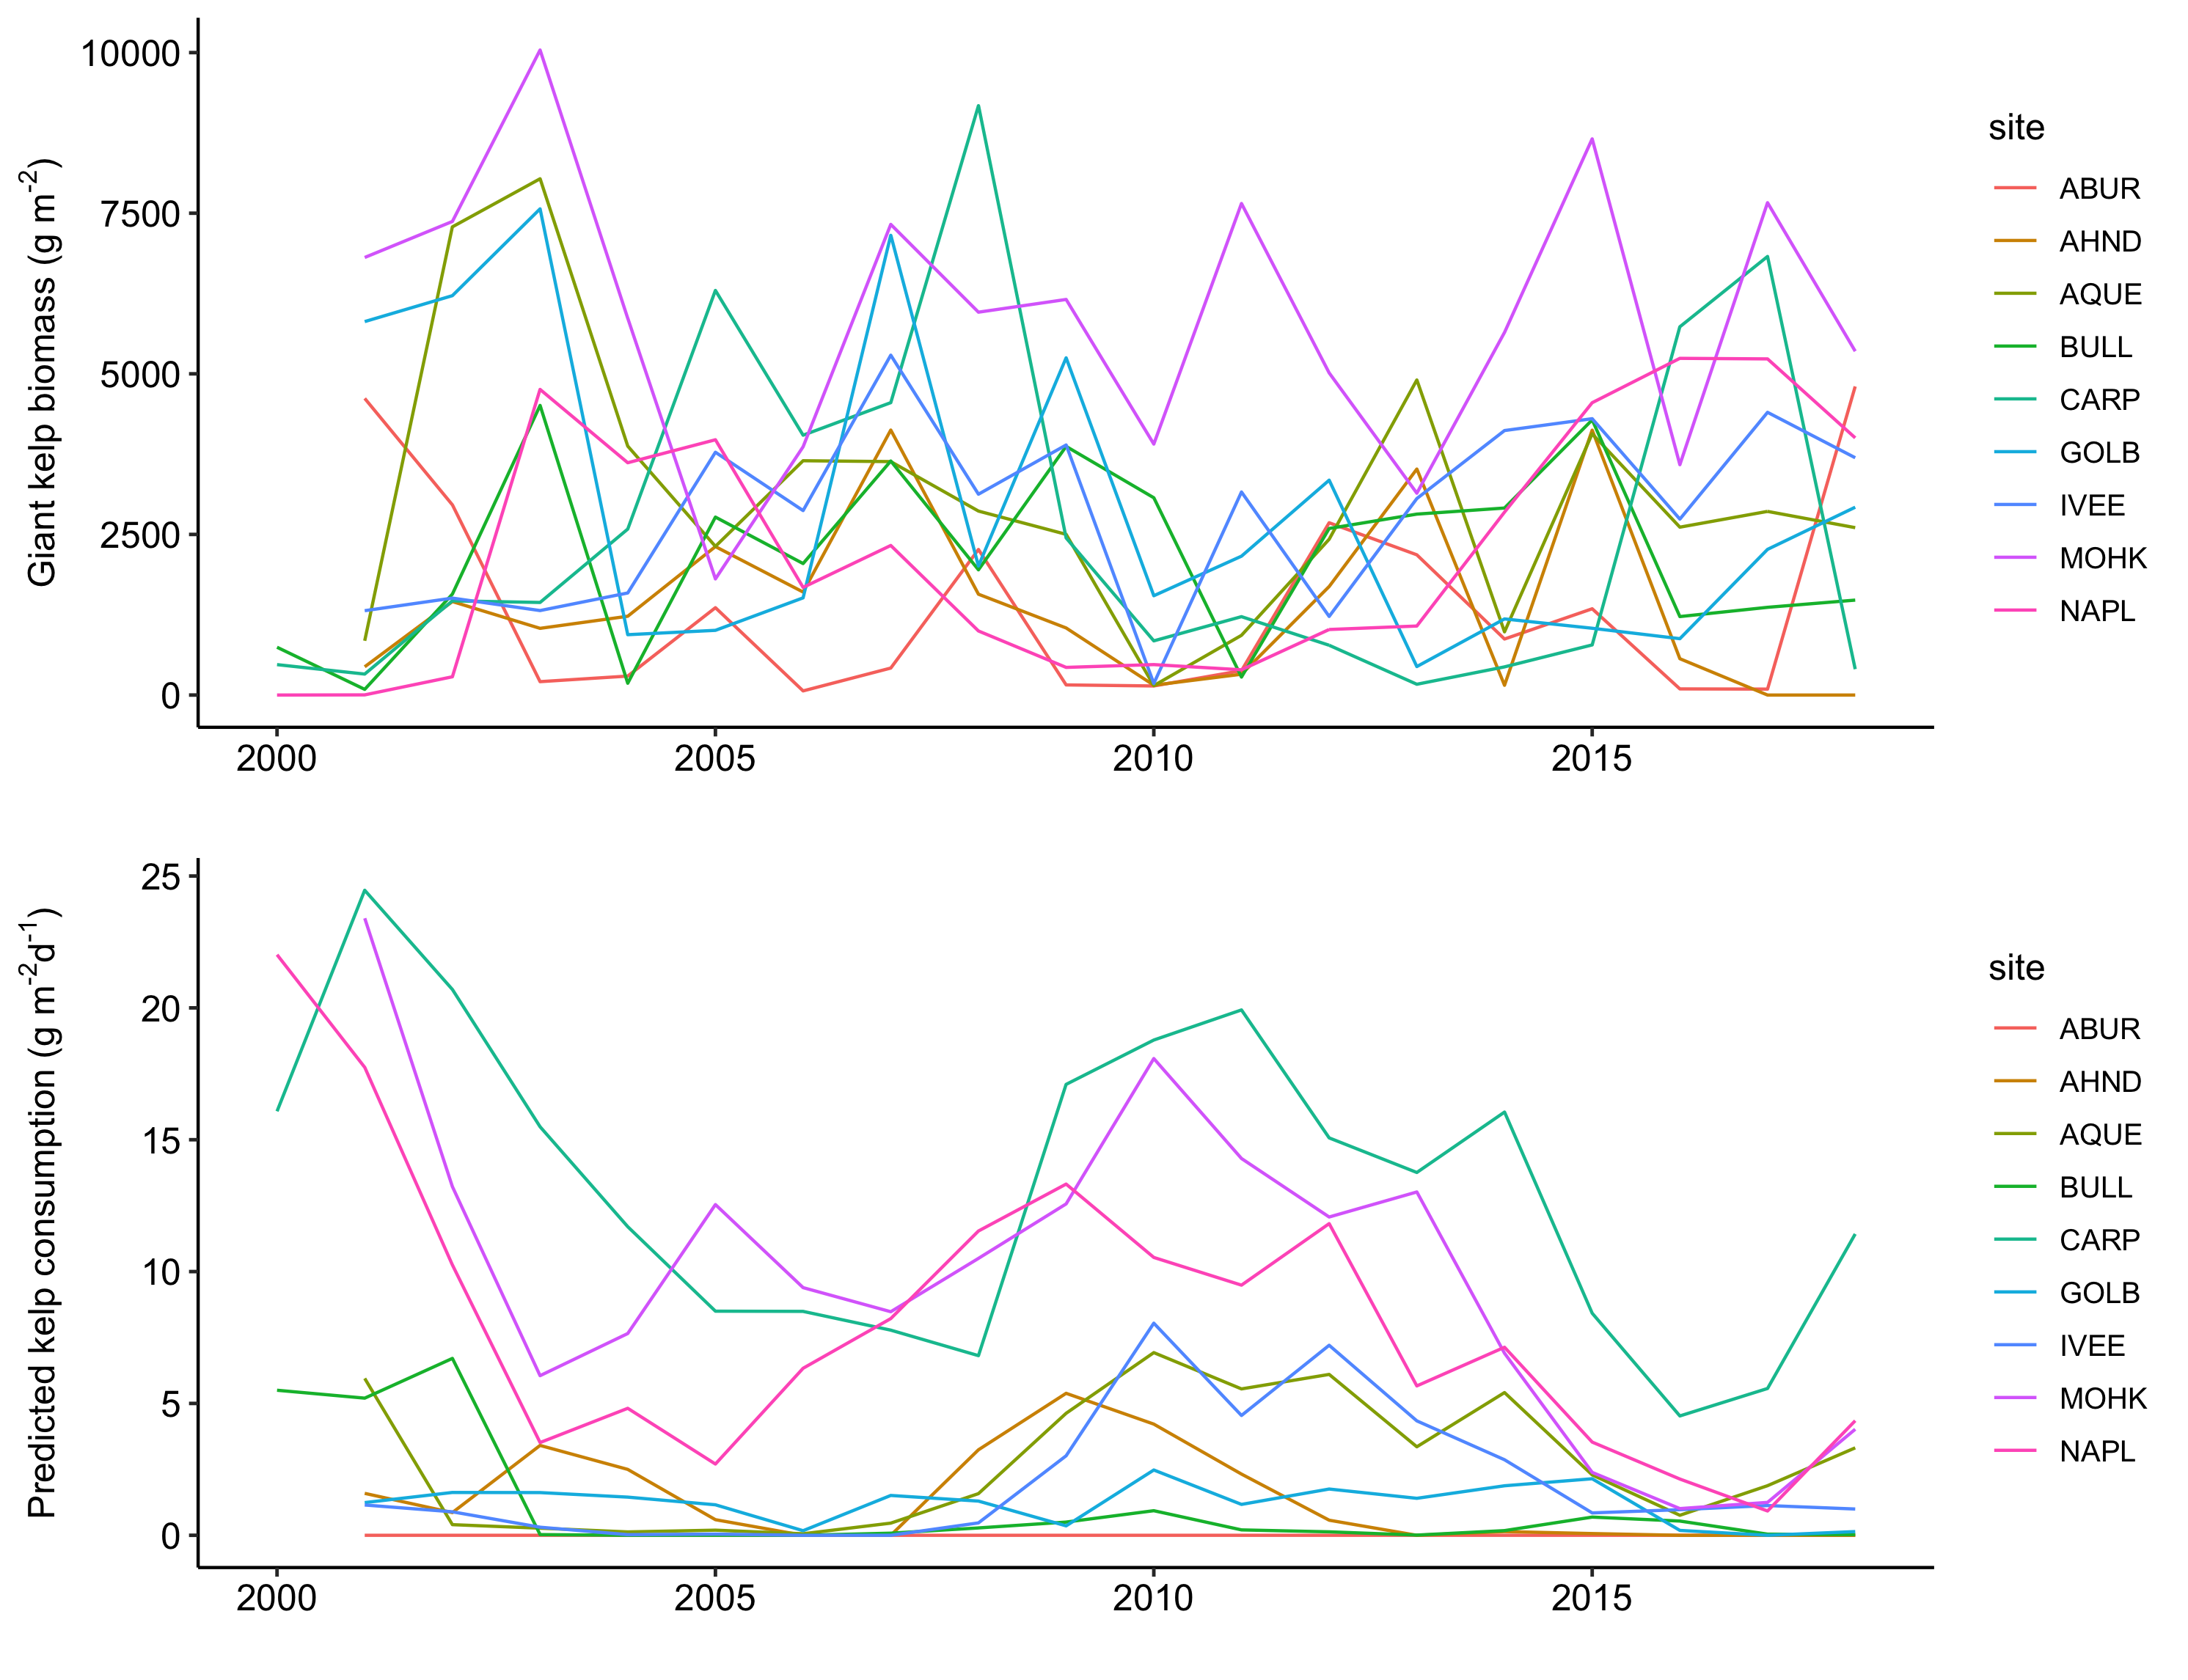 Giant kelp biomass (g m-2)
10000
7500
5000
2500
0
2000 2005 2010 2015
site
ABUR
AHND
AQUE
BULL
CARP
GOLB
IVEE
MOHK
NAPL
Predicted kelp consumption (g m-2d-1)
25
20
15
10
5
0
2000 2005 2010 2015
site
ABUR
AHND
AQUE
BULL
CARP
GOLB
IVEE
MOHK
NAPL